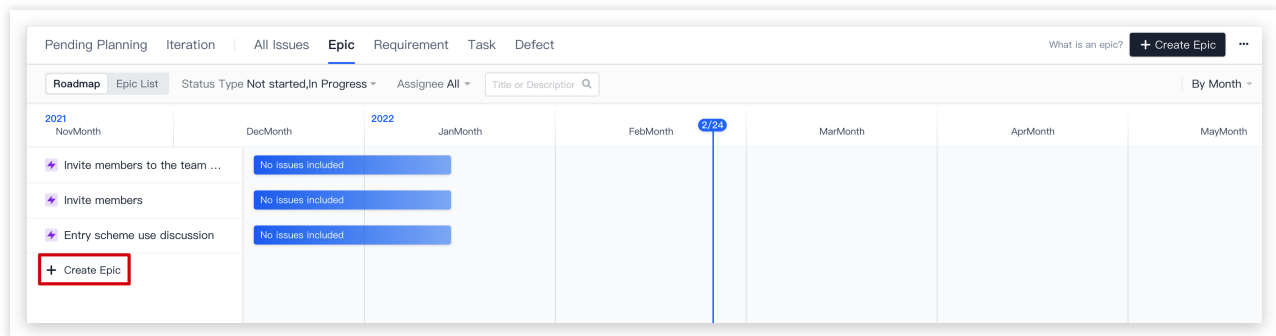 Pending Planning Iteration All Issues Epic Requirement Task Defect What is an epic? + Create Epic ...
Roadmap Epic List Status Type Not started,In Progress Assignee All Title or Descriptior By Month
2021 2022
NovMonth DecMonth JanMonth FebMonth 2/24 MarMonth AprMonth MayMonth
Invite members to the team ... No issues included
Invite members No issues included
Entry scheme use discussion No issues included
+ Create Epic